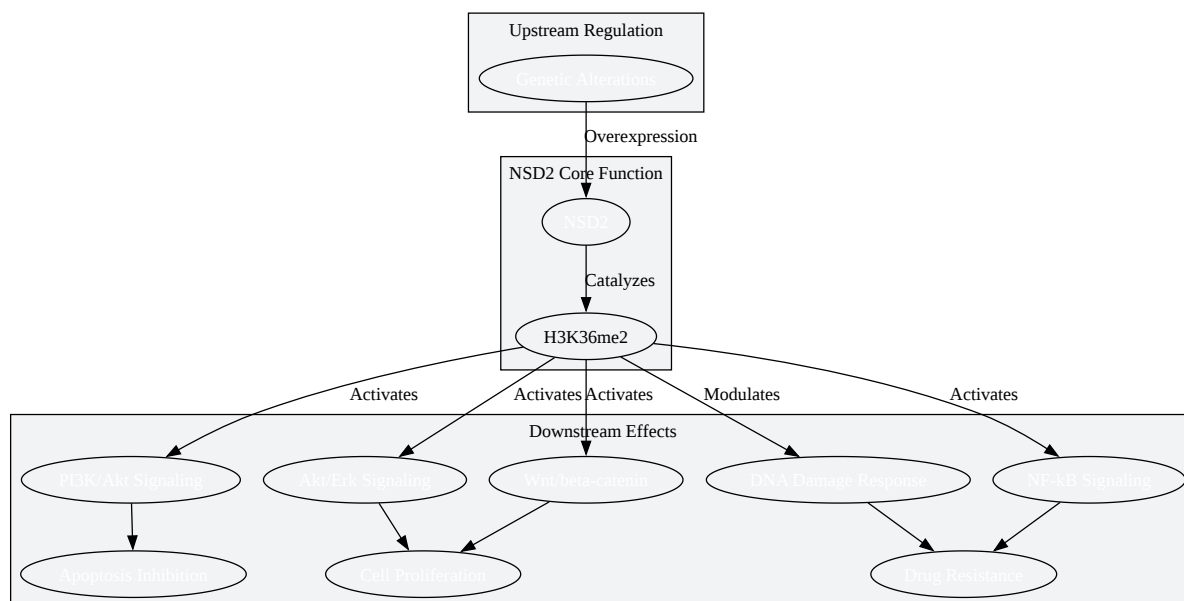 Upstream Regulation
Genetic Alterations
Overexpression
NSD2 Core Function
NSD2
Catalyzes
H3K36me2
Activates
Activates
Activates
Modulates
Activates
Downstream Effects
PI3K/Akt Signaling
Akt/Erk Signaling
Wnt/beta-catenin
DNA Damage Response
NF-kB Signaling
Apoptosis Inhibition
Cell Proliferation
Drug Resistance